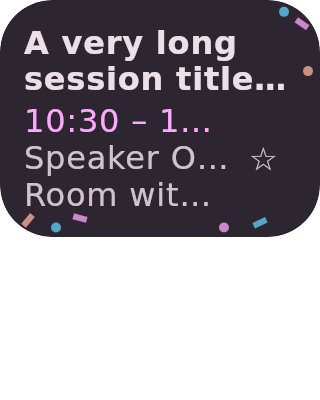 A very long
session title…
10:30 – 1…
Speaker O…
Room wit…